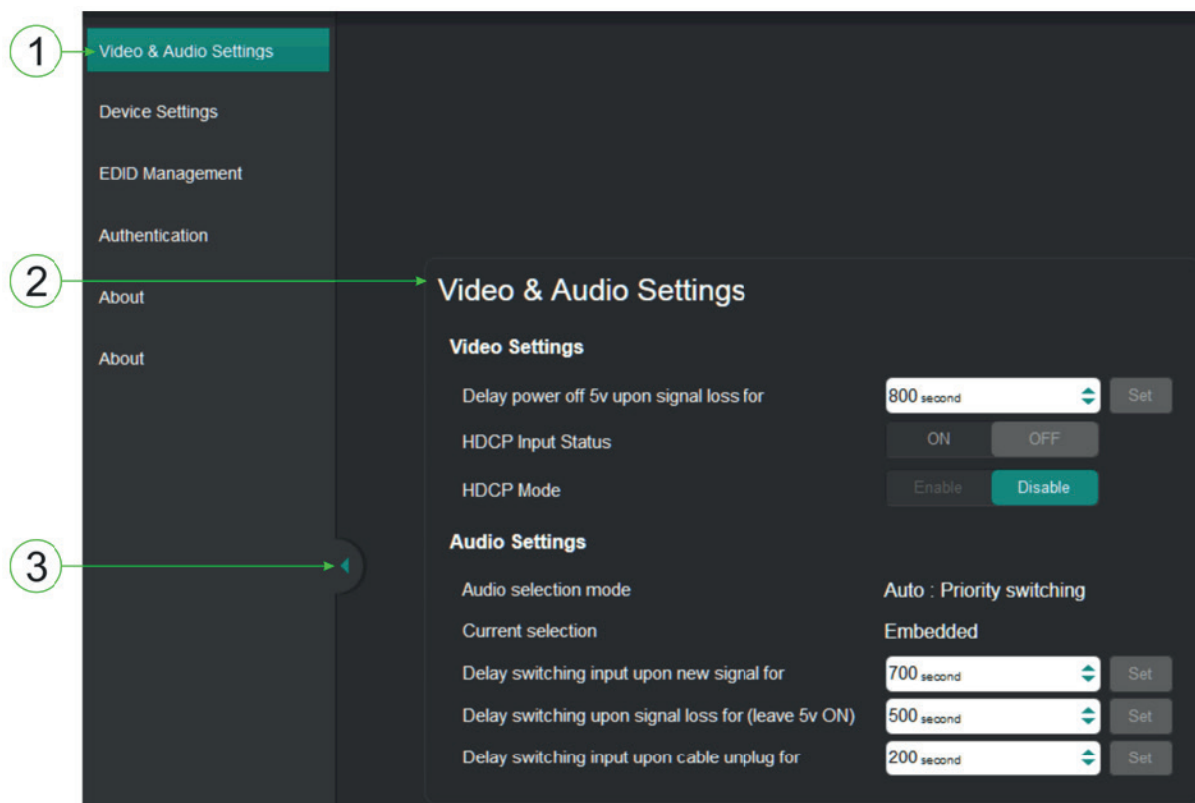 1
Video & Audio Settings
Device Settings
EDID Management
Authentication
2
About
About
Video & Audio Settings
Video Settings
Delay power off 5v upon signal loss for 800 second Set
HDCP Input Status ON OFF
HDCP Mode Enable Disable
3
Audio Settings
Audio selection mode Auto : Priority switching
Current selection Embedded
Delay switching input upon new signal for 700 second Set
Delay switching upon signal loss for (leave 5v ON) 500 second Set
Delay switching input upon cable unplug for 200 second Set